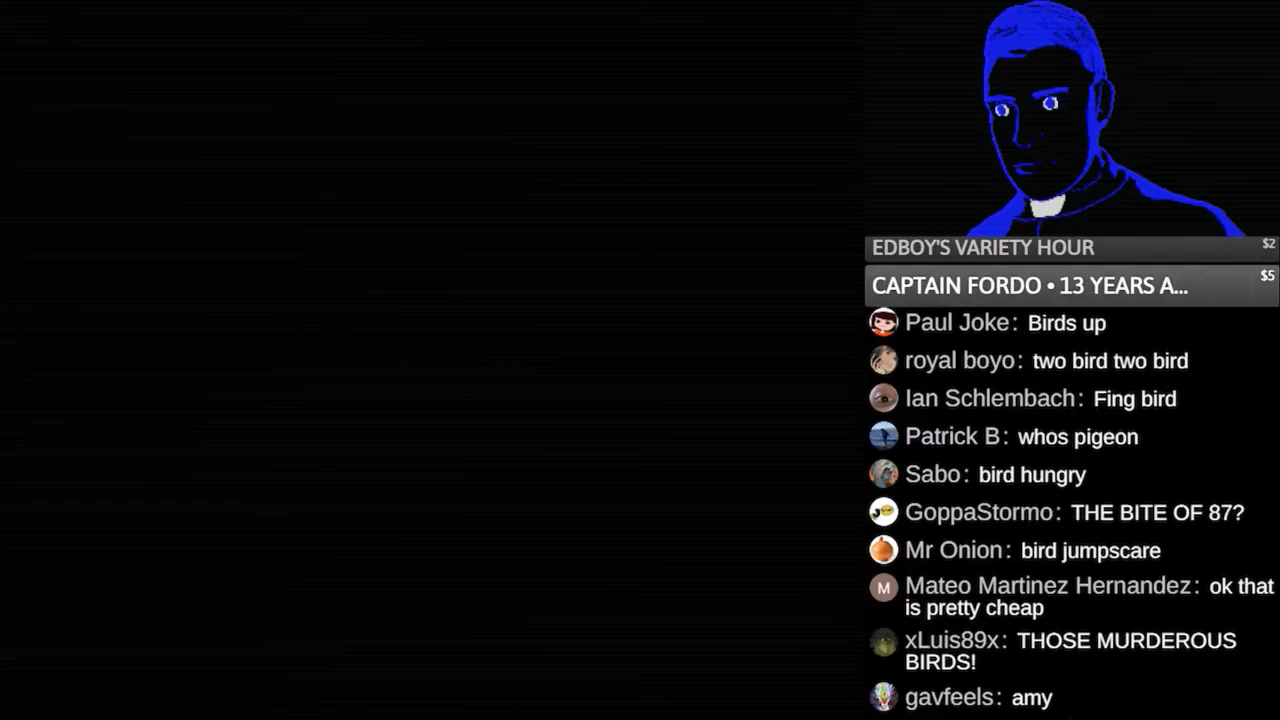 EDBOY'S VARIETY HOUR $2
CAPTAIN FORDO • 13 YEARS A... $5
Paul Joke: Birds up
royal boyo: two bird two bird
Ian Schlembach: Fing bird
Patrick B: whos pigeon
Sabo: bird hungry
GoppaStormo: THE BITE OF 87?
Mr Onion: bird jumpscare
M Mateo Martinez Hernandez: ok that
is pretty cheap
xLuis89x: THOSE MURDEROUS
BIRDS!
gavfeels: amy